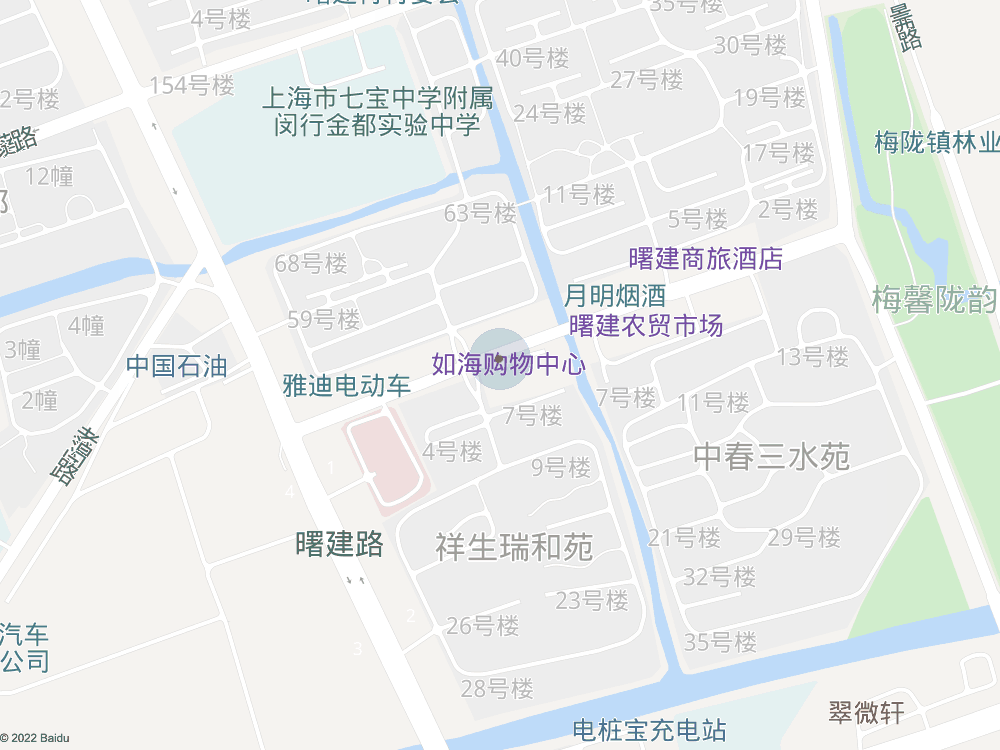 4号楼
35号楼
景西路
40号楼
30号楼
154号楼
27号楼
2号楼
上海市七宝中学附属
闵行金都实验中学
24号楼
19号楼
梅陇镇林业
17号楼
12幢
11号楼
63号楼
5号楼
2号楼
曙建商旅酒店
68号楼
月明烟酒
梅馨陇韵
59号楼
曙建农贸市场
4幢
3幢
中国石油
如海购物中心
13号楼
雅迪电动车
2幢
7号楼
11号楼
7号楼
4号楼
中春三水苑
9号楼
1
4
曙建路
祥生瑞和苑
21号楼
29号楼
32号楼
23号楼
2
26号楼
汽车
公司
3
35号楼
28号楼
翠微轩
电桩宝充电站
© 2022 Baidu